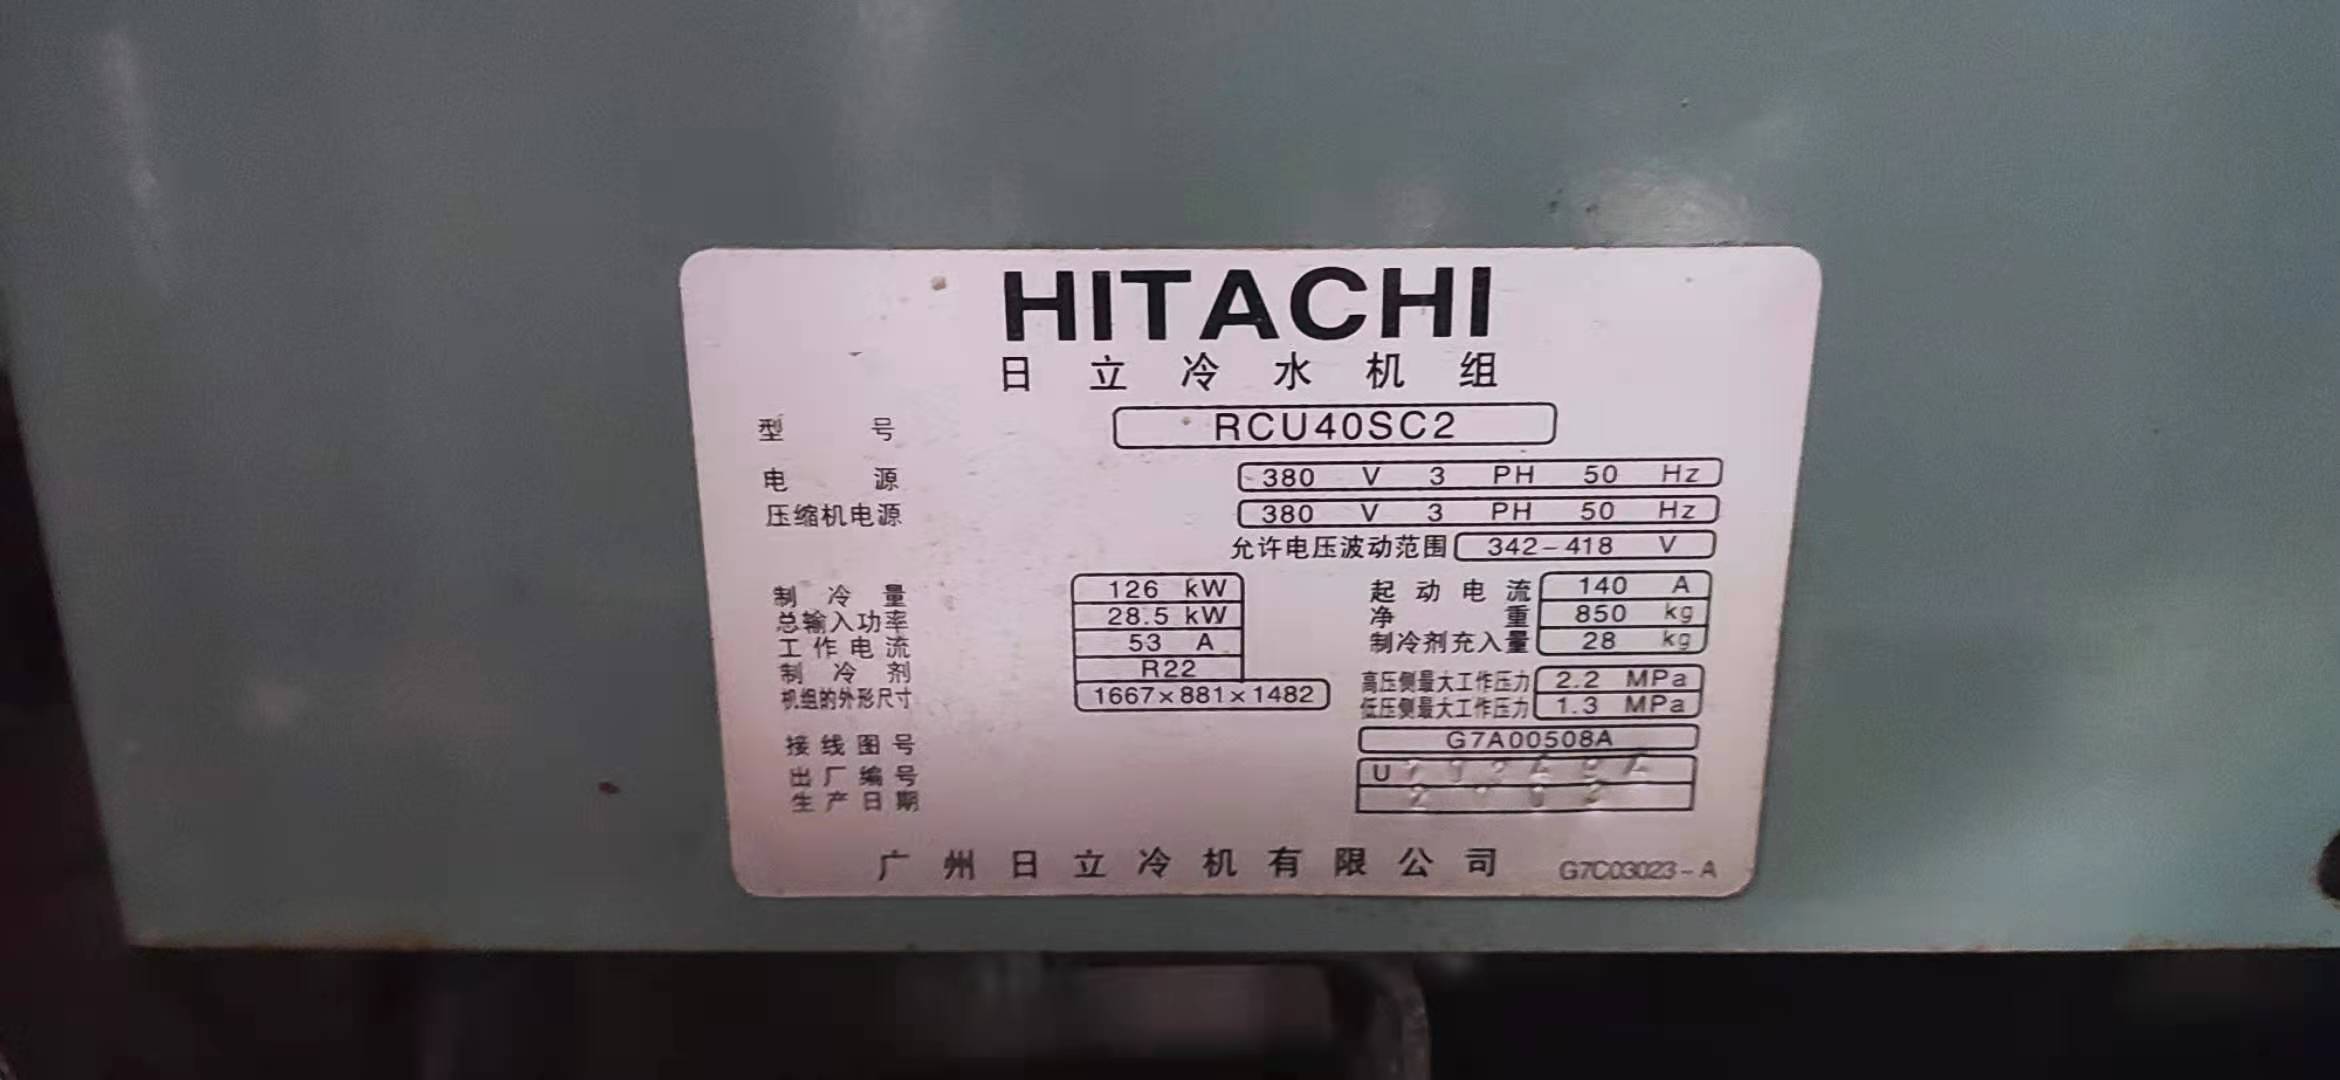 HITACHI
日立冷水机组
型号 RCU40SC2
电源 380 V 3 PH 50 Hz
压缩机电源 380 V 3 PH 50 Hz
允许电压波动范围 342-418 V
制冷量 126 kW 起动电流 140 A
总输入功率 28.5 kW 净重 850 kg
工作电流 53 A 制冷剂充入量 28 kg
制冷剂 R22 高压侧最大工作压力 2.2 MPa
机组的外形尺寸 1667×881×1482 低压侧最大工作压力 1.3 MPa
接线图号 G7A00508A
出厂编号 U
生产日期
广州日立冷机有限公司 G7C03023-A